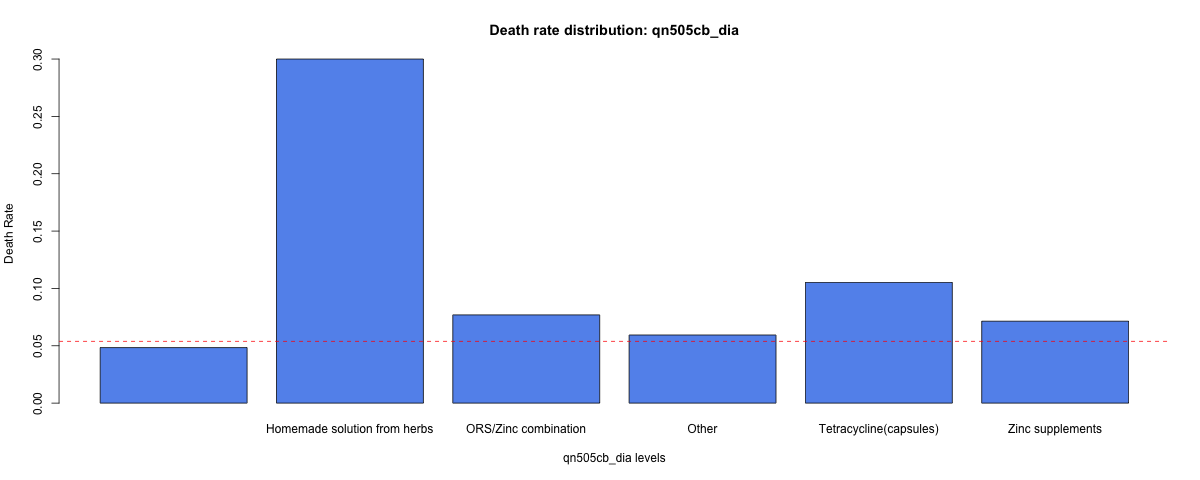 Death rate distribution: qn505cb_dia
Death Rate
0.30
0.25
0.20
0.15
0.10
0.05
0.00
Homemade solution from herbs
ORS/Zinc combination
Other
Tetracycline(capsules)
Zinc supplements
qn505cb_dia levels